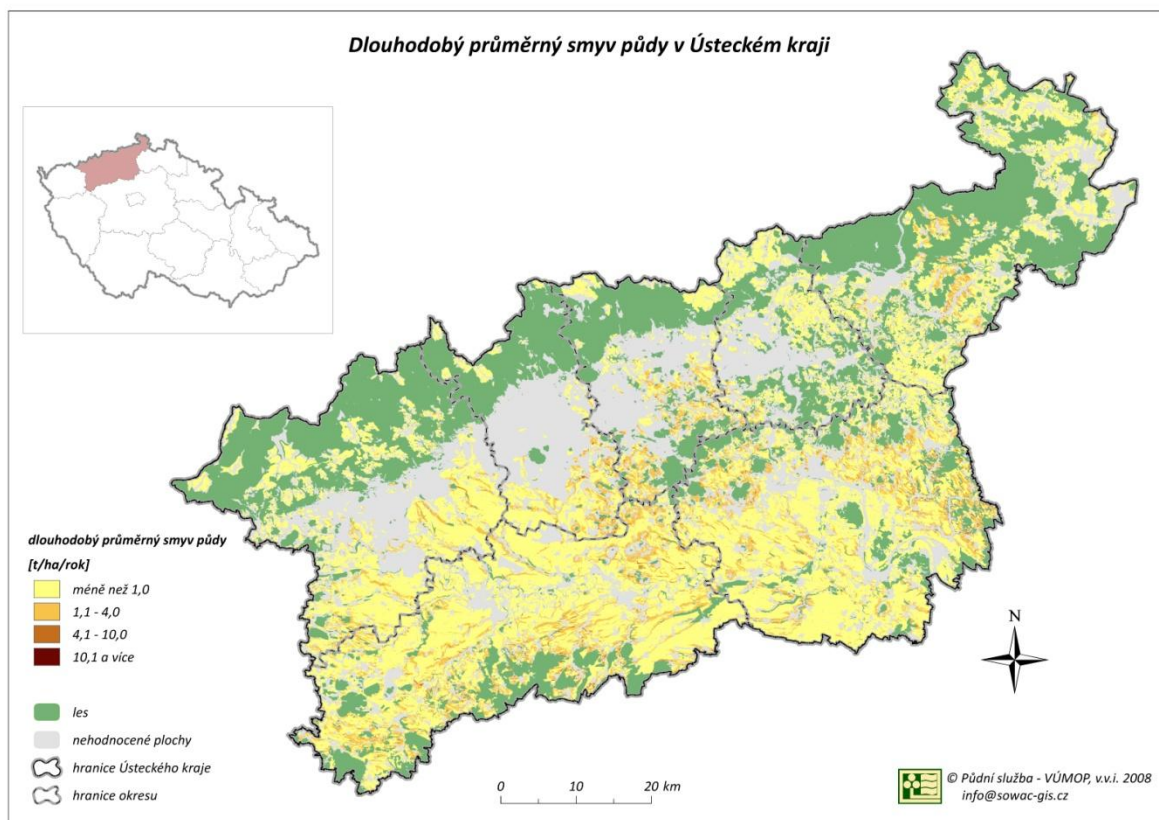 Dlouhodobý průměrný smyv půdy v Ústeckém kraji
dlouhodobý průměrný smyv půdy
[t/ha/rok]
méně než 1,0
1,1 - 4,0
4,1 - 10,0
10,1 a více
les
nehodnocené plochy
hranice Ústeckého kraje
hranice okresu
0 10 20 km
N
© Půdní služba - VÚMOP, v.v.i. 2008
info@sowac-gis.cz